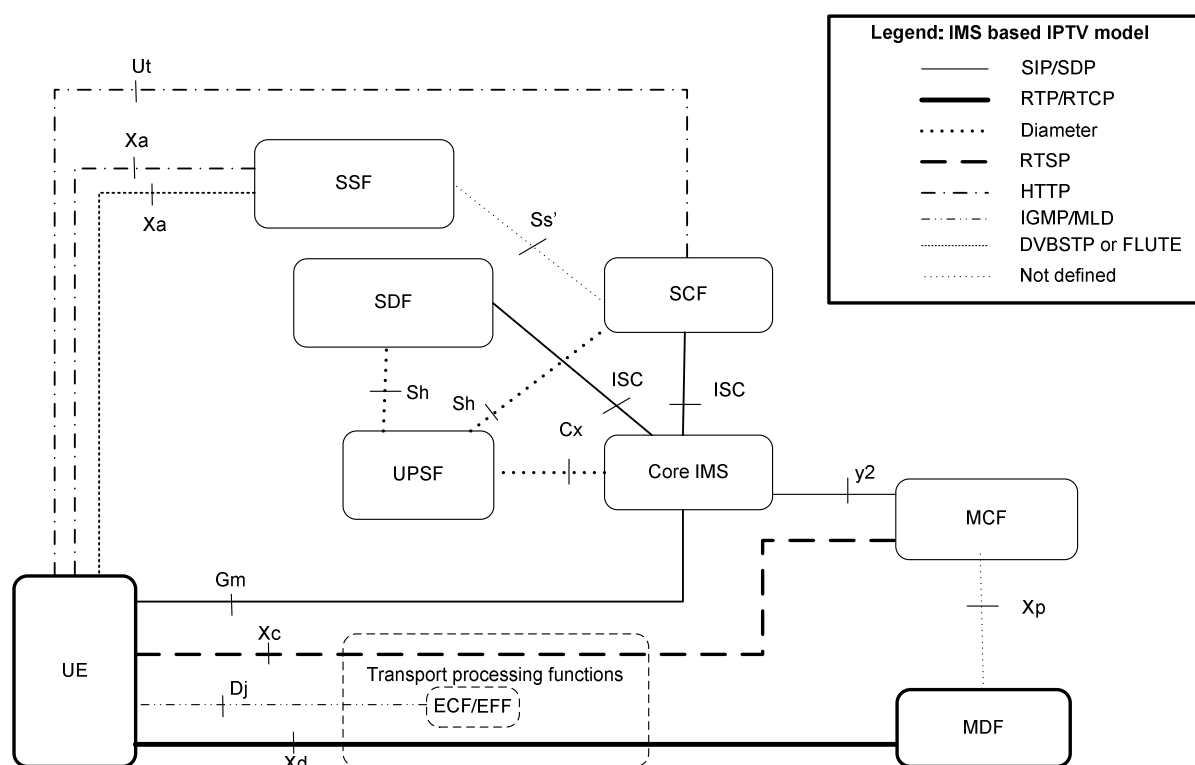 Legend: IMS based IPTV model
SIP/SDP
RTP/RTCP
Diameter
RTSP
HTTP
IGMP/MLD
DVBSTP or FLUTE
Not defined
Ut
Xa
Xa
SSF
Ss’
SDF
SCF
Sh
Sh
ISC
ISC
Cx
UPSF
Core IMS
y2
MCF
Gm
Xc
Xp
UE
Transport processing functions
Dj
ECF/EFF
MDF
Xd